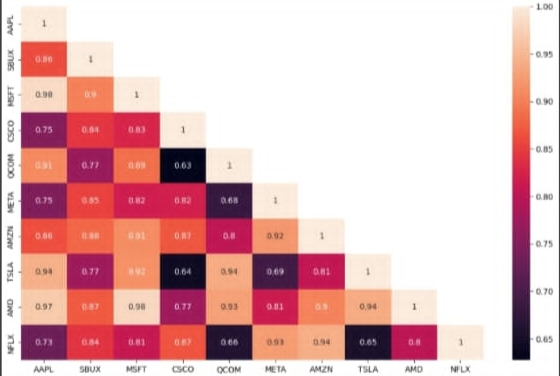 1.00
AAPL 1
SBUX 0.86 1
0.95
MSFT 0.98 0.9 1
0.90
CSCO 0.75 0.84 0.83 1
QCOM 0.91 0.77 0.89 0.63 1
0.85
META 0.75 0.85 0.82 0.82 0.68 1
0.80
AMZN 0.86 0.88 0.91 0.87 0.8 0.92 1
0.75
TSLA 0.94 0.77 0.92 0.64 0.94 0.69 0.81 1
0.70
AMD 0.97 0.87 0.98 0.77 0.93 0.81 0.9 0.94 1
NFLX 0.73 0.84 0.81 0.87 0.66 0.93 0.94 0.65 0.8 1
0.65
AAPL SBUX MSFT CSCO QCOM META AMZN TSLA AMD NFLX